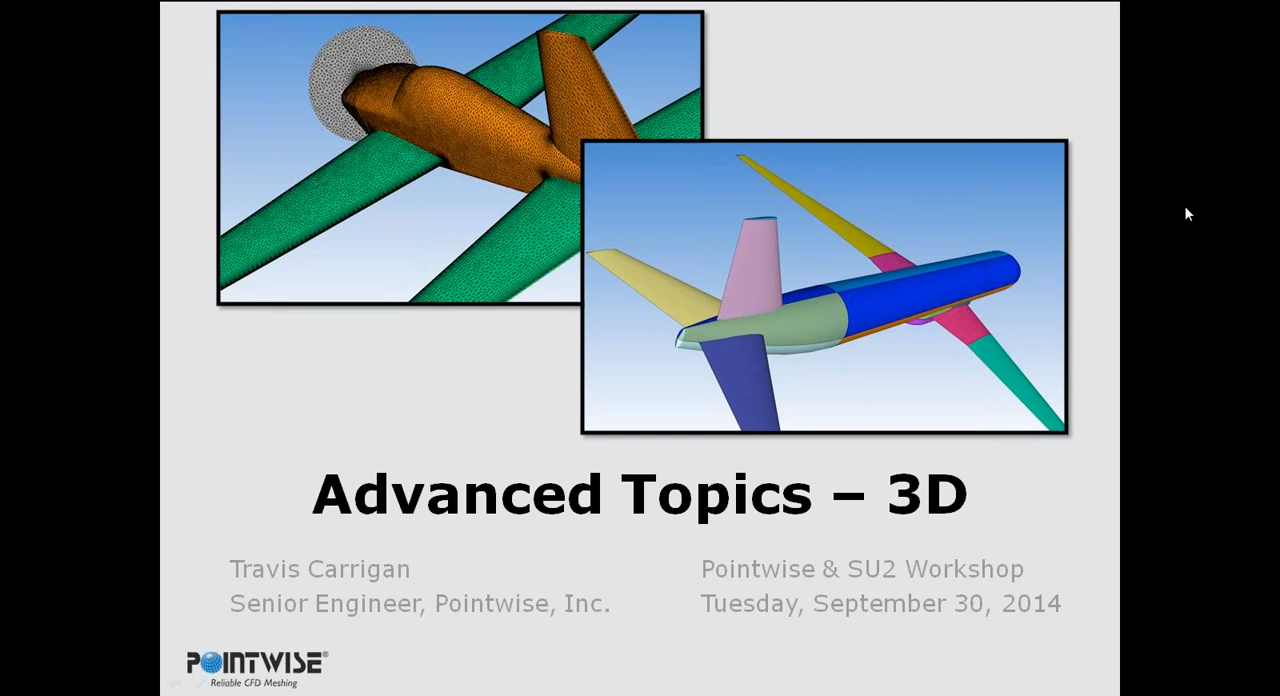 Advanced Topics – 3D
Travis Carrigan
Senior Engineer, Pointwise, Inc.
Pointwise & SU2 Workshop
Tuesday, September 30, 2014
POINTWISE®
Reliable CFD Meshing